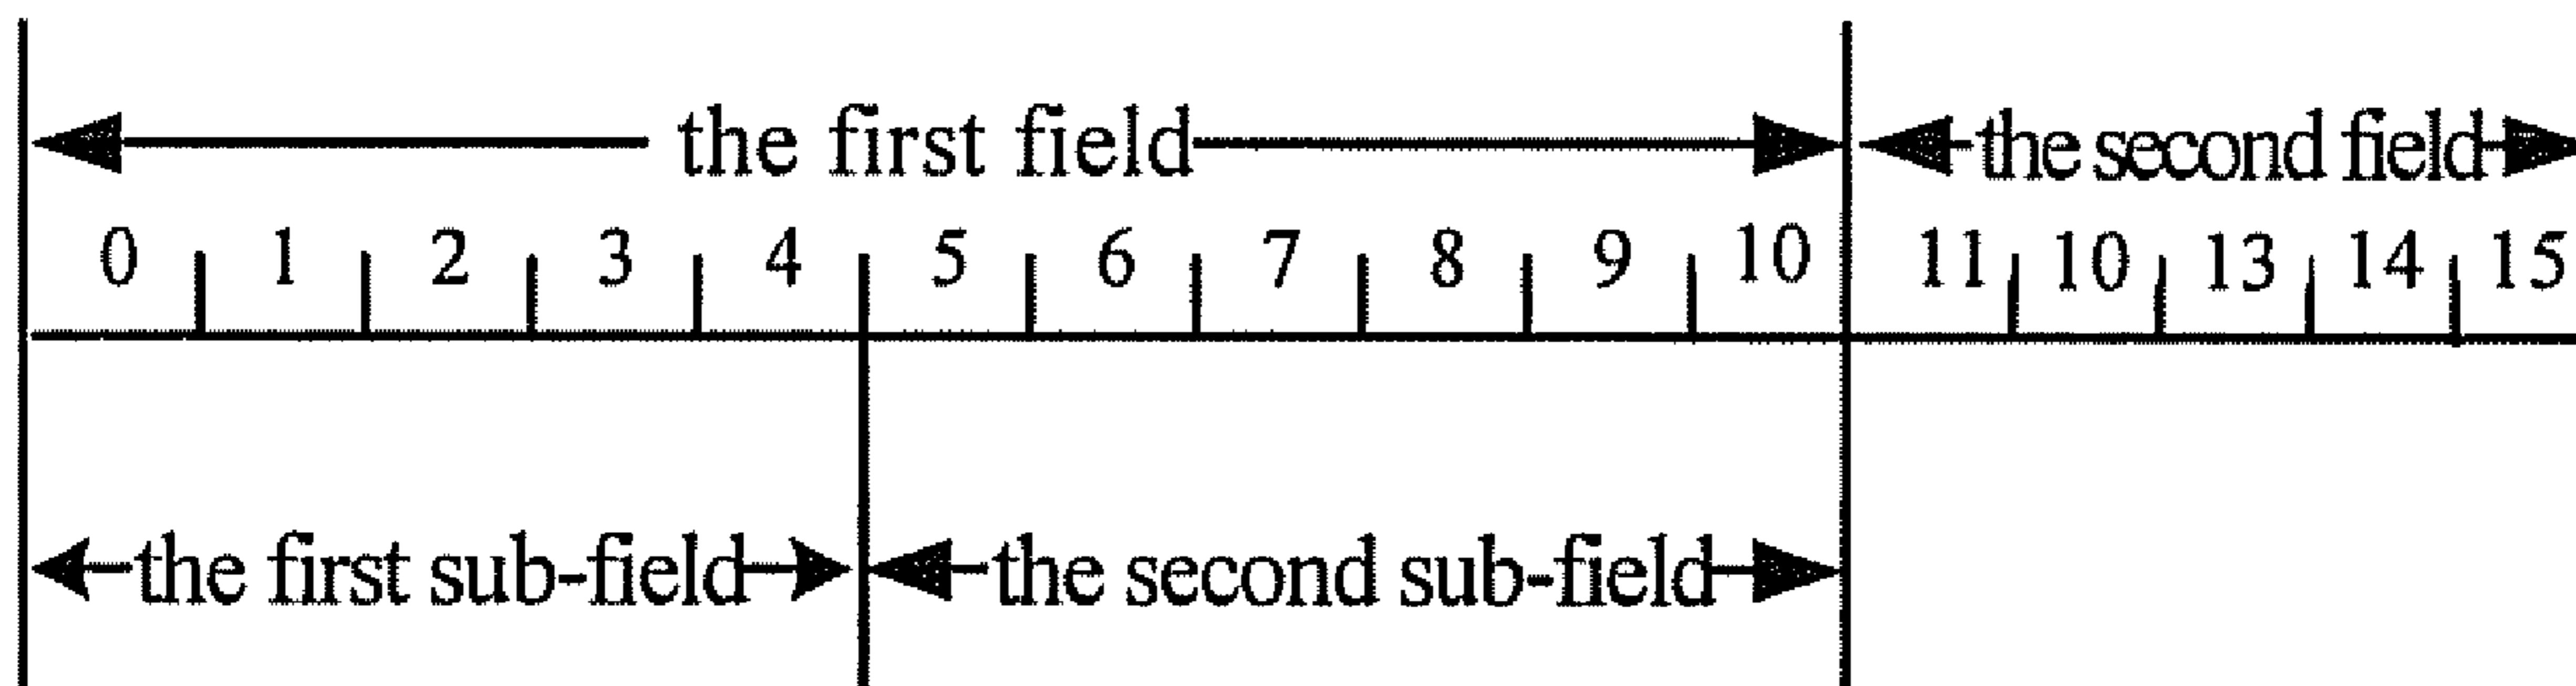 the first field the second field
0 1 2 3 4 5 6 7 8 9 10 11 10 13 14 15
the first sub-field the second sub-field